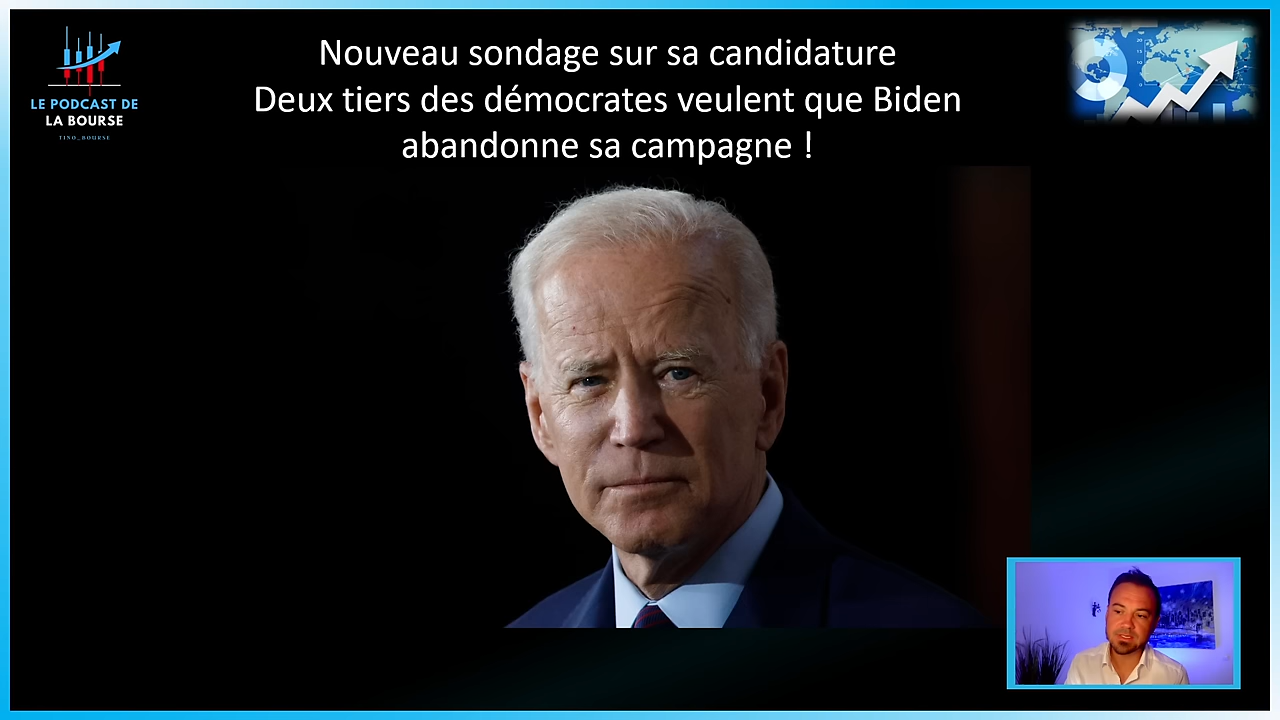 LE PODCAST DE
LA BOURSE
TINO_BOURSE
Nouveau sondage sur sa candidature
Deux tiers des démocrates veulent que Biden
abandonne sa campagne !